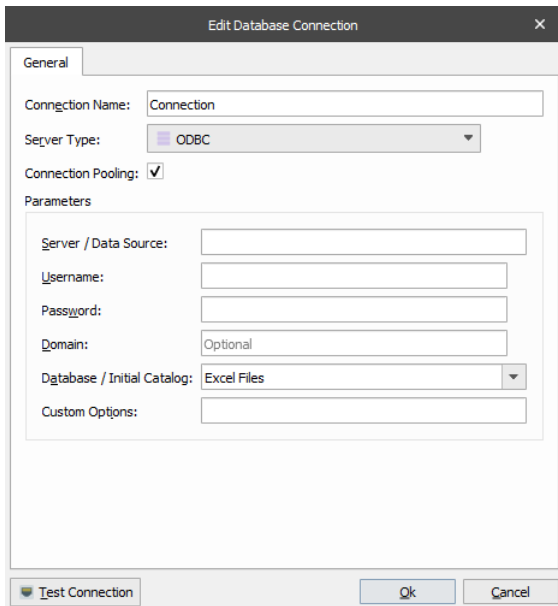 Edit Database Connection
General
Connection Name: Connection
Server Type: ODBC
Connection Pooling:
Parameters
Server / Data Source:
Username:
Password:
Domain: Optional
Database / Initial Catalog: Excel Files
Custom Options:
Test Connection Ok Cancel